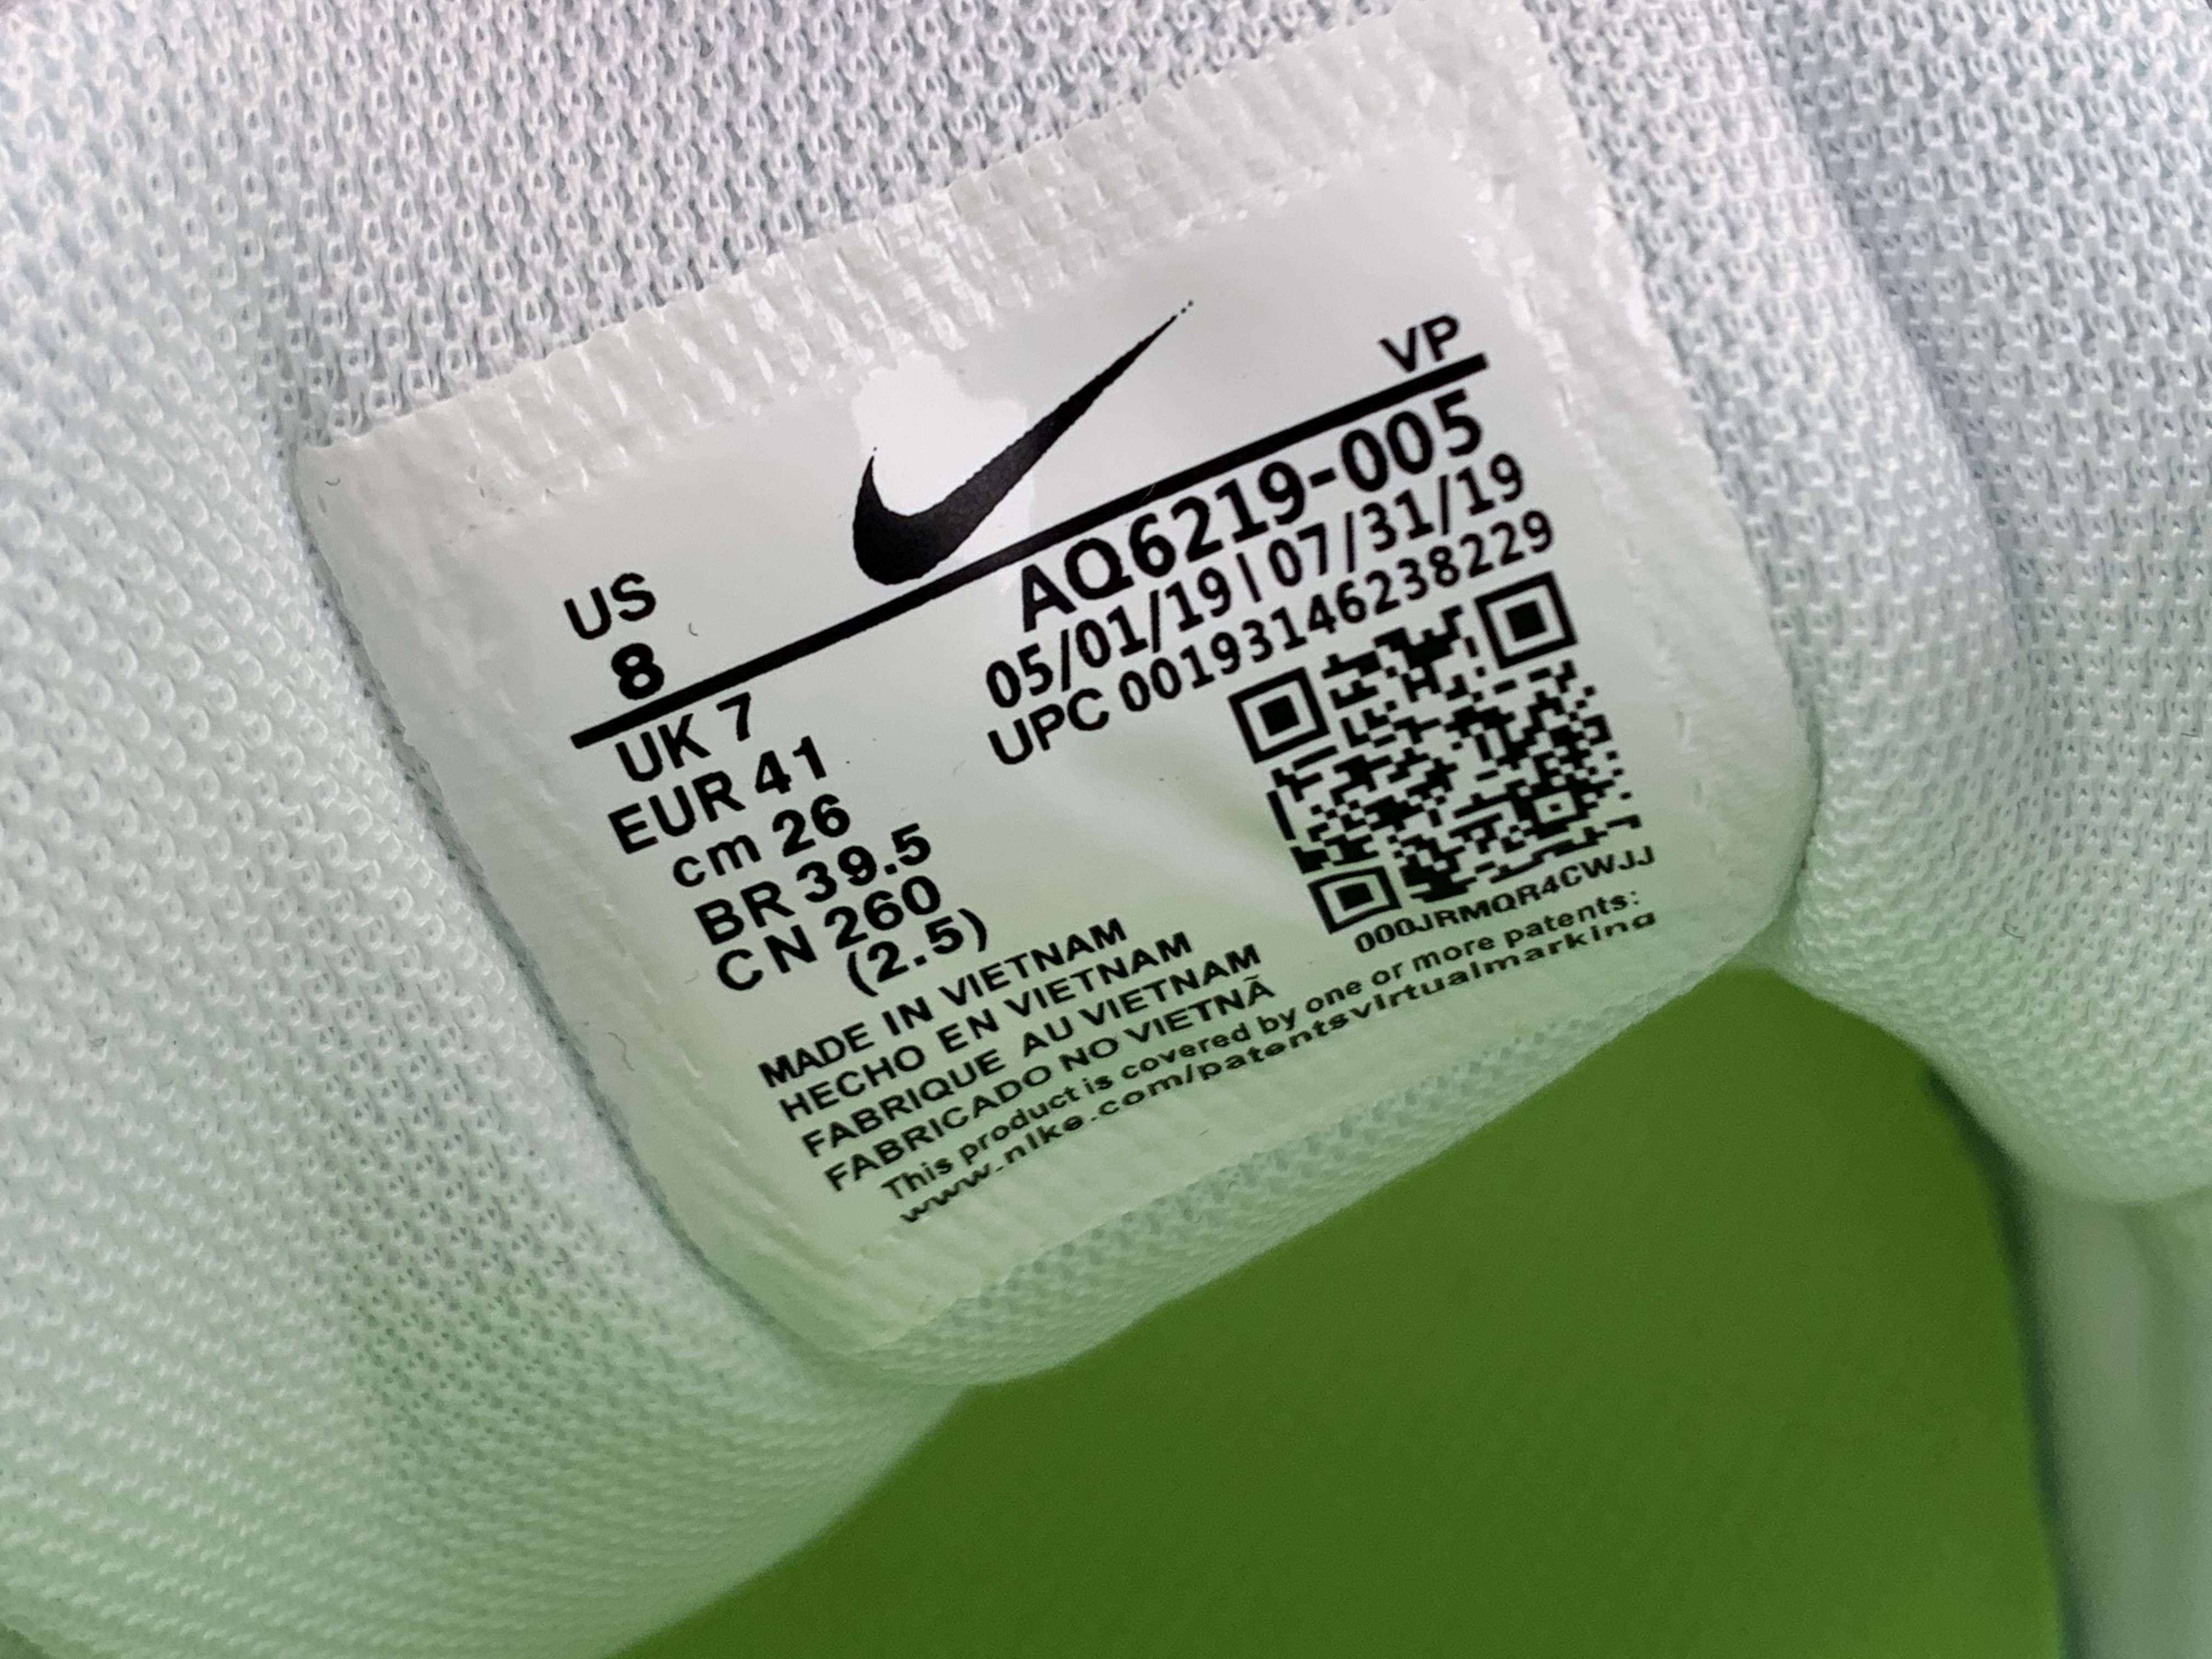 US
8
VP
UK 7
EUR 41
cm 26
BR 39.5
CN 260
(2.5)
AQ6219-005
05/01/19 | 07/31/19
UPC 00193146238229
000JRMQR4CWJJ
MADE IN VIETNAM
HECHO EN VIETNAM
FABRIQUE AU VIETNAM
FABRICADO NO VIETNÃ
This product is covered by one or more patents:
www.nike.com/patentsvirtualmarking